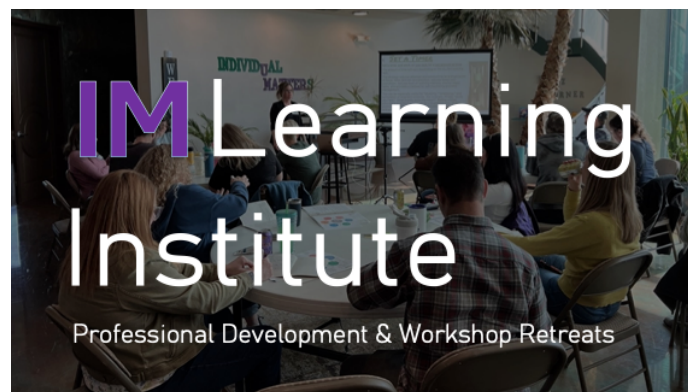 INDIVIDUAL
MATTERS
IM Learning
Institute
Professional Development & Workshop Retreats